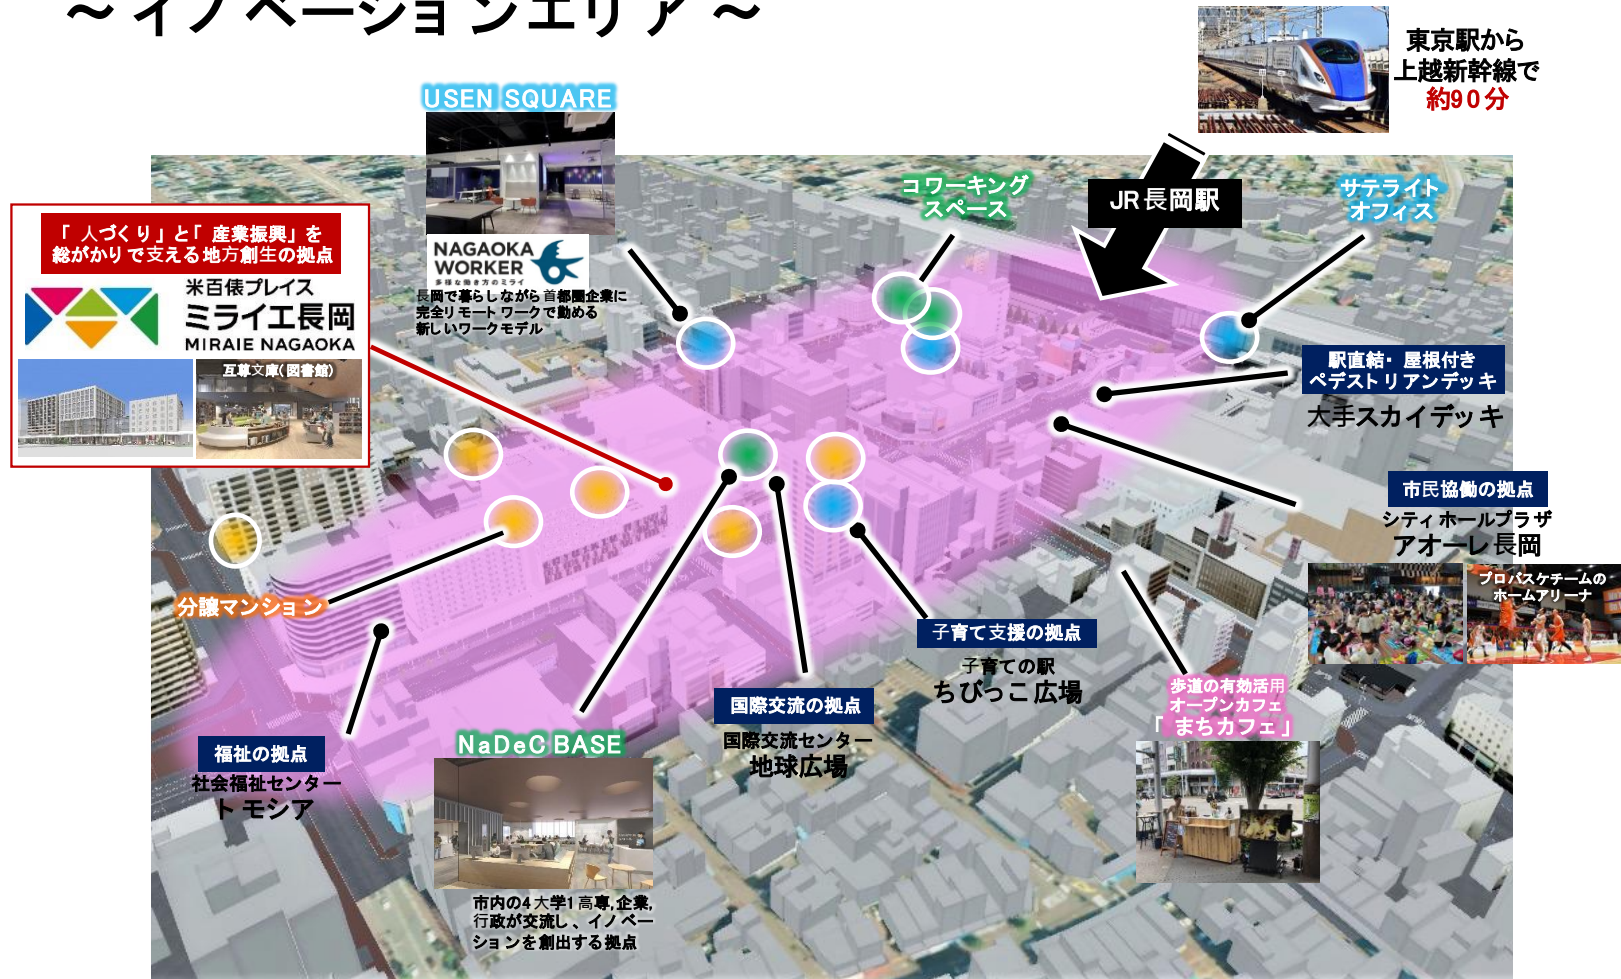 ～イノベーションエリア～
東京駅から
上越新幹線で
約90分
USEN SQUARE
NAGAOKA
WORKER
多様な働き方のミライ
長岡で暮らしながら首都圏企業に
完全リモートワークで勤める
新しいワークモデル
コワーキング
スペース
JR長岡駅
サテライト
オフィス
「人づくり」と「産業振興」を
総がかりで支える地方創生の拠点
米百俵プレイス
ミライエ長岡
MIRAIE NAGAOKA
互尊文庫(図書館)
駅直結・屋根付き
ペデストリアンデッキ
大手スカイデッキ
市民協働の拠点
シティホールプラザ
アオーレ長岡
プロバスケチームの
ホームアリーナ
分譲マンション
子育て支援の拠点
子育ての駅
ちびっこ広場
歩道の有効活用
オープンカフェ
「まちカフェ」
国際交流の拠点
国際交流センター
地球広場
福祉の拠点
社会福祉センター
トモシア
NaDeC BASE
市内の4大学1高専,企業,
行政が交流し、イノベー
ションを創出する拠点